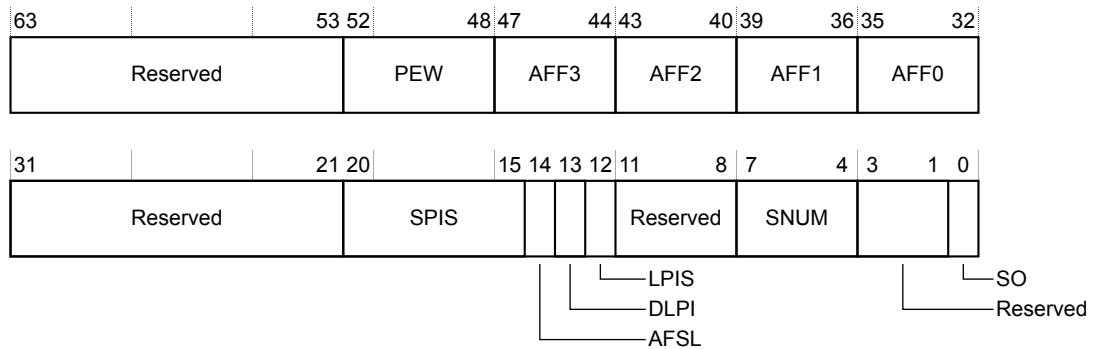 63 53 52 48 47 44 43 40 39 36 35 32
Reserved PEW AFF3 AFF2 AFF1 AFF0
31 21 20 15 14 13 12 11 8 7 4 3 1 0
Reserved SPIS Reserved SNUM
LPIS SO
DLPI Reserved
AFSL